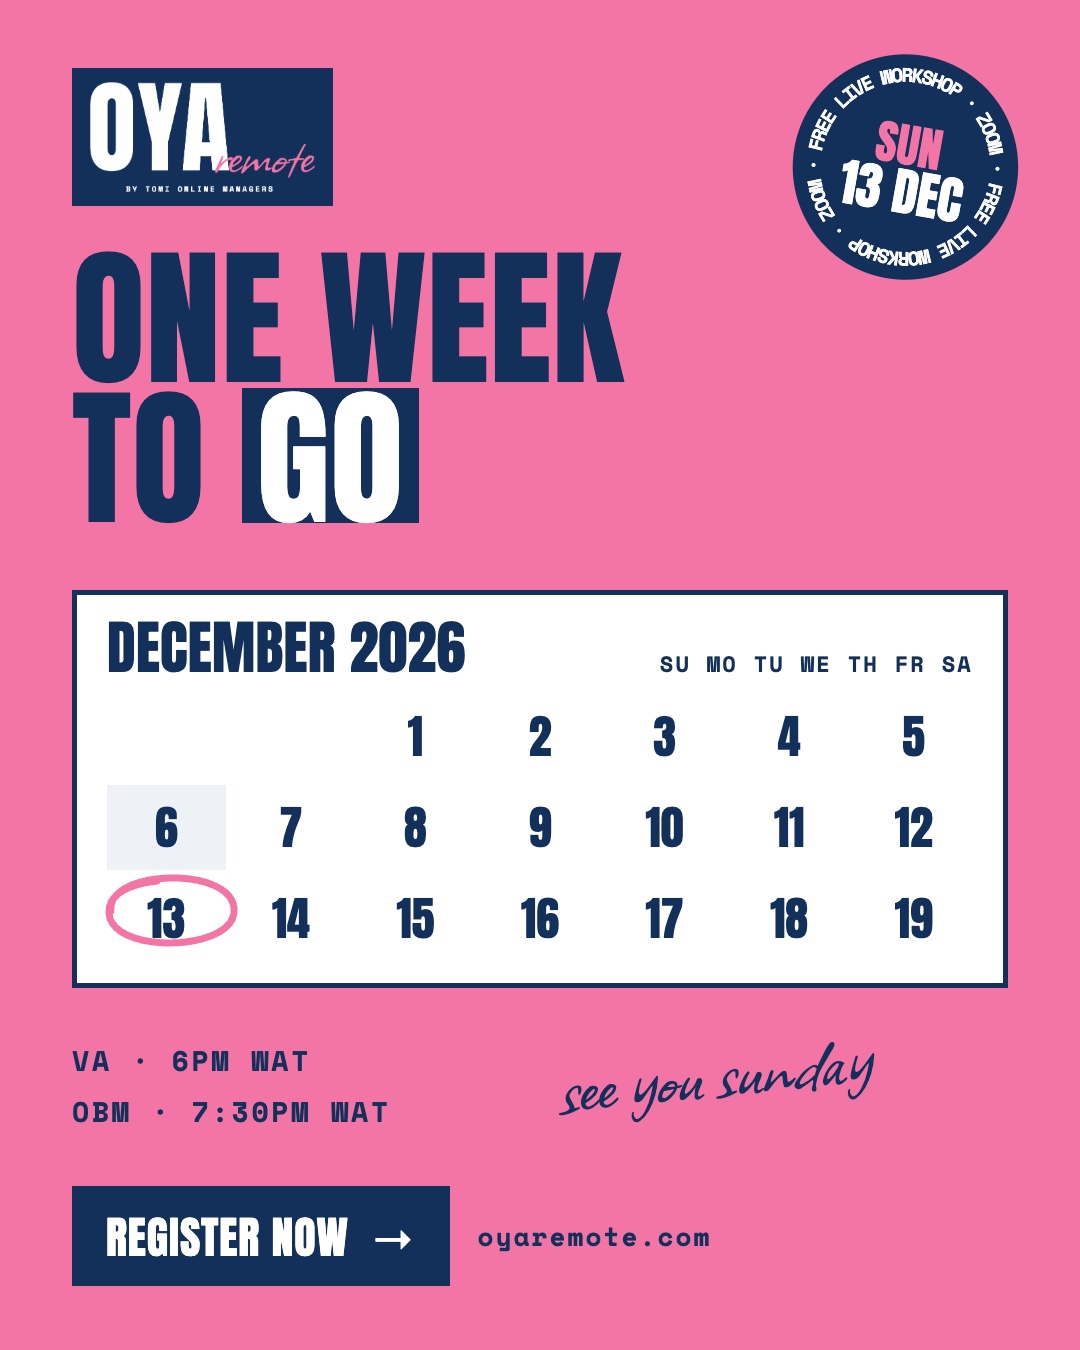 OYA
remote
BY TOMI ONLINE MANAGERS
FREE LIVE WORKSHOP · ZOOM · FREE LIVE WORKSHOP · ZOOM ·
SUN
13 DEC
ONE WEEK
TO GO
DECEMBER 2026
SU MO TU WE TH FR SA
1 2 3 4 5
6 7 8 9 10 11 12
13 14 15 16 17 18 19
VA · 6PM WAT
OBM · 7:30PM WAT
see you sunday
REGISTER NOW →
oyaremote.com